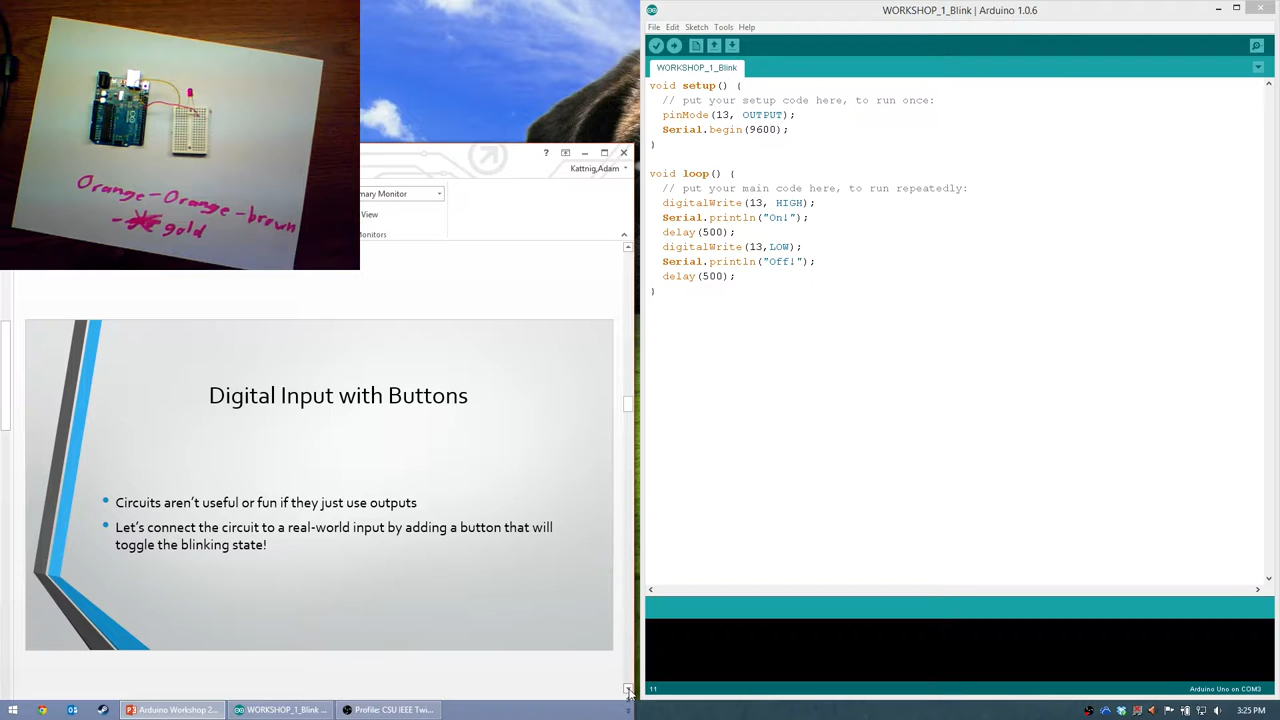 Orange-Orange-brown
- gold
Kattnig,Adam
mary Monitor
View
onitors
Digital Input with Buttons
Circuits aren't useful or fun if they just use outputs
Let's connect the circuit to a real-world input by adding a button that will
toggle the blinking state!
WORKSHOP_1_Blink | Arduino 1.0.6
File Edit Sketch Tools Help
WORKSHOP_1_Blink
void setup() {
// put your setup code here, to run once:
pinMode(13, OUTPUT);
Serial.begin(9600);
}
void loop() {
// put your main code here, to run repeatedly:
digitalWrite(13, HIGH);
Serial.println("On!");
delay(500);
digitalWrite(13,LOW);
Serial.println("Off!");
delay(500);
}
11
Arduino Uno on COM3
Arduino Workshop 2...
WORKSHOP_1_Blink ...
Profile: CSU IEEE Twi...
3:25 PM